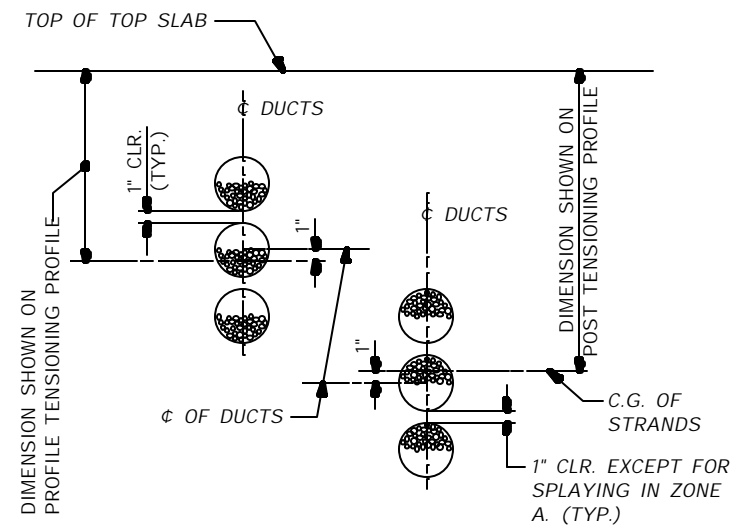 TOP OF TOP SLAB
℄ DUCTS
1" CLR.
(TYP.)
1"
DIMENSION SHOWN ON
PROFILE TENSIONING PROFILE
℄ DUCTS
DIMENSION SHOWN ON
POST TENSIONING PROFILE
1"
℄ OF DUCTS
C.G. OF
STRANDS
1" CLR. EXCEPT FOR
SPLAYING IN ZONE
A. (TYP.)